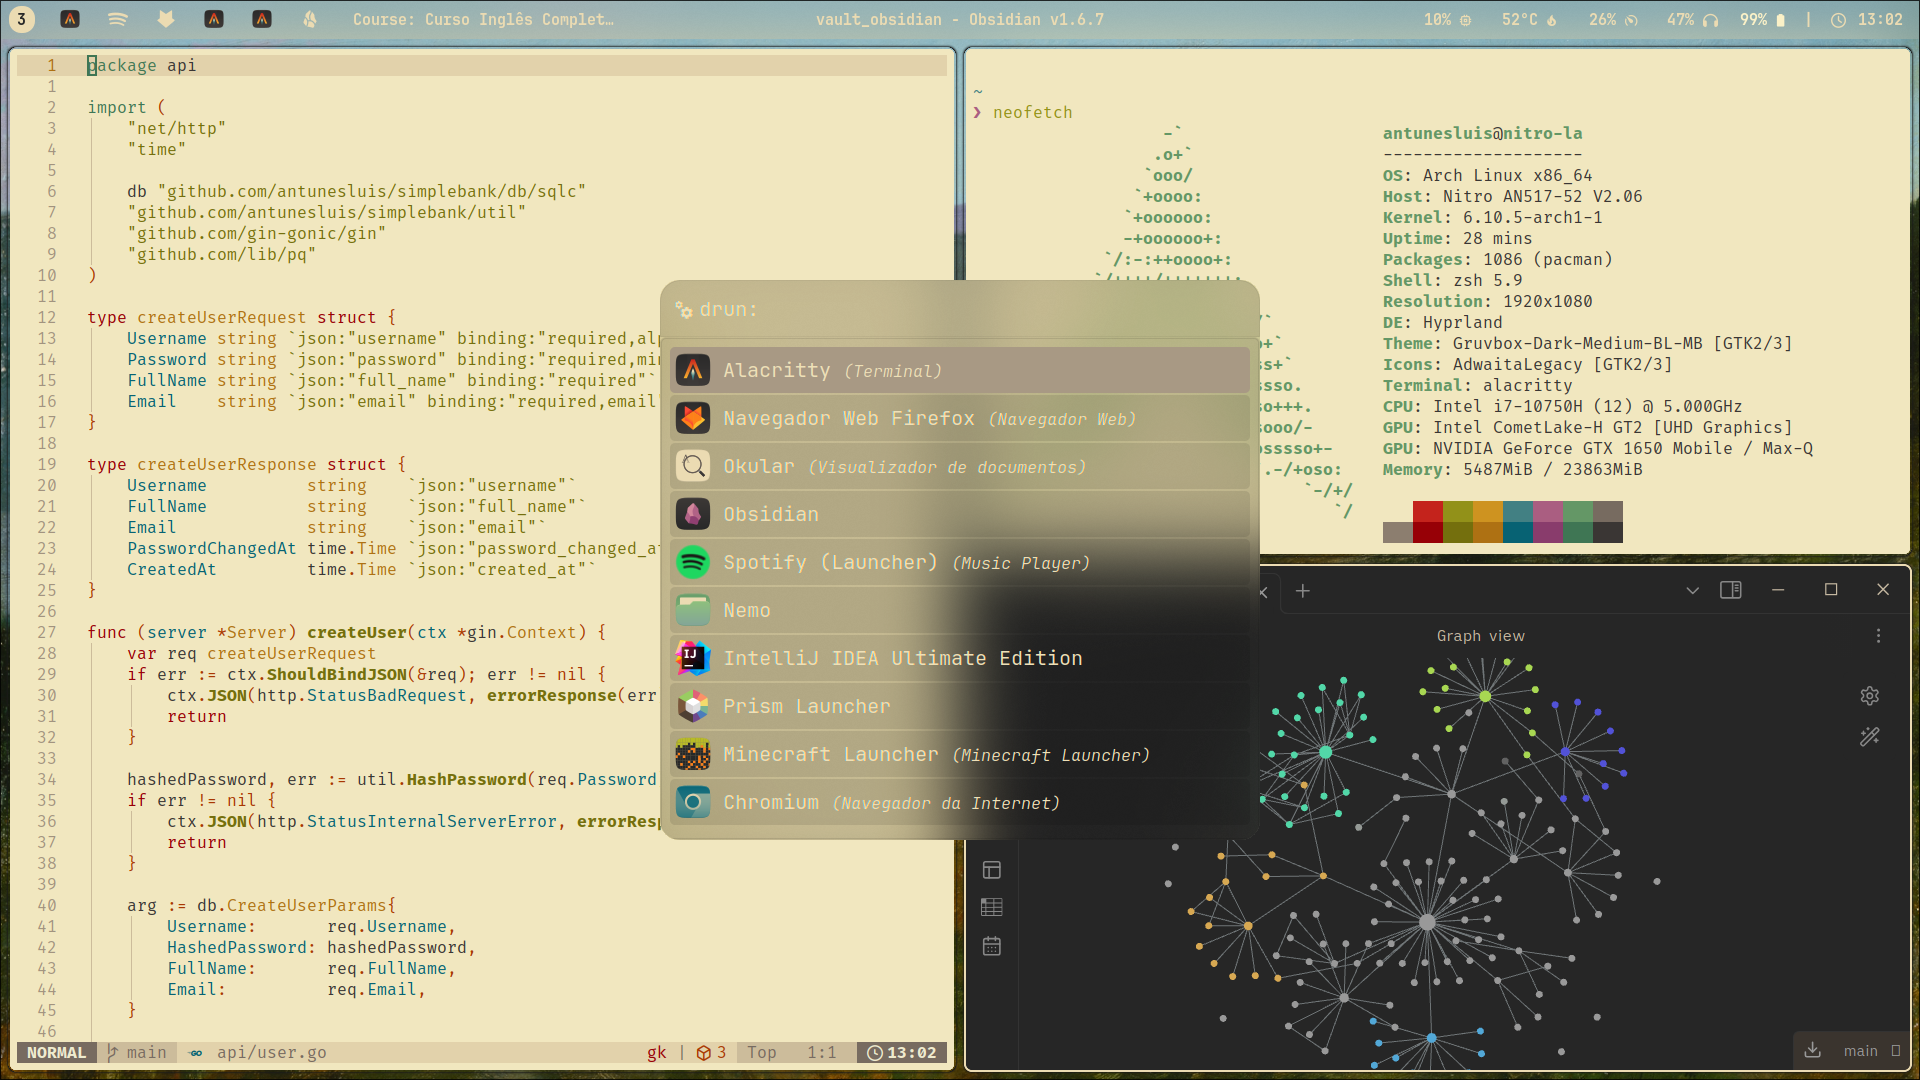 3 Course: Curso Inglês Complet… vault_obsidian - Obsidian v1.6.7 10% 52°C 26% 47% 99% | 13:02
1 package api
1
2 import (
3 "net/http"
4 "time"
5
6 db "github.com/antunesluis/simplebank/db/sqlc"
7 "github.com/antunesluis/simplebank/util"
8 "github.com/gin-gonic/gin"
9 "github.com/lib/pq"
10 )
11
12 type createUserRequest struct {
13 Username string `json:"username" binding:"required,al
14 Password string `json:"password" binding:"required,mi
15 FullName string `json:"full_name" binding:"required"`
16 Email string `json:"email" binding:"required,email
17 }
18
19 type createUserResponse struct {
20 Username string `json:"username"`
21 FullName string `json:"full_name"`
22 Email string `json:"email"`
23 PasswordChangedAt time.Time `json:"password_changed_a
24 CreatedAt time.Time `json:"created_at"`
25 }
26
27 func (server *Server) createUser(ctx *gin.Context) {
28 var req createUserRequest
29 if err := ctx.ShouldBindJSON(&req); err != nil {
30 ctx.JSON(http.StatusBadRequest, errorResponse(err
31 return
32 }
33
34 hashedPassword, err := util.HashPassword(req.Password
35 if err != nil {
36 ctx.JSON(http.StatusInternalServerError, errorRes
37 return
38 }
39
40 arg := db.CreateUserParams{
41 Username: req.Username,
42 HashedPassword: hashedPassword,
43 FullName: req.FullName,
44 Email: req.Email,
45 }
46
NORMAL main api/user.go gk | 3 Top 1:1 13:02
~
❯ neofetch
-`
.o+`
`ooo/
`+oooo:
`+oooooo:
-+oooooo+:
`/:-:++oooo+:
o+`
ss+`
ssso.
so+++.
sooo/-
osssso+-
.-/+oso:
`-/+/
`/
antunesluis@nitro-la
--------------------
OS: Arch Linux x86_64
Host: Nitro AN517-52 V2.06
Kernel: 6.10.5-arch1-1
Uptime: 28 mins
Packages: 1086 (pacman)
Shell: zsh 5.9
Resolution: 1920x1080
DE: Hyprland
Theme: Gruvbox-Dark-Medium-BL-MB [GTK2/3]
Icons: AdwaitaLegacy [GTK2/3]
Terminal: alacritty
CPU: Intel i7-10750H (12) @ 5.000GHz
GPU: Intel CometLake-H GT2 [UHD Graphics]
GPU: NVIDIA GeForce GTX 1650 Mobile / Max-Q
Memory: 5487MiB / 23863MiB
drun:
Alacritty (Terminal)
Navegador Web Firefox (Navegador Web)
Okular (Visualizador de documentos)
Obsidian
Spotify (Launcher) (Music Player)
Nemo
IJ IntelliJ IDEA Ultimate Edition
Prism Launcher
Minecraft Launcher (Minecraft Launcher)
Chromium (Navegador da Internet)
Graph view
main